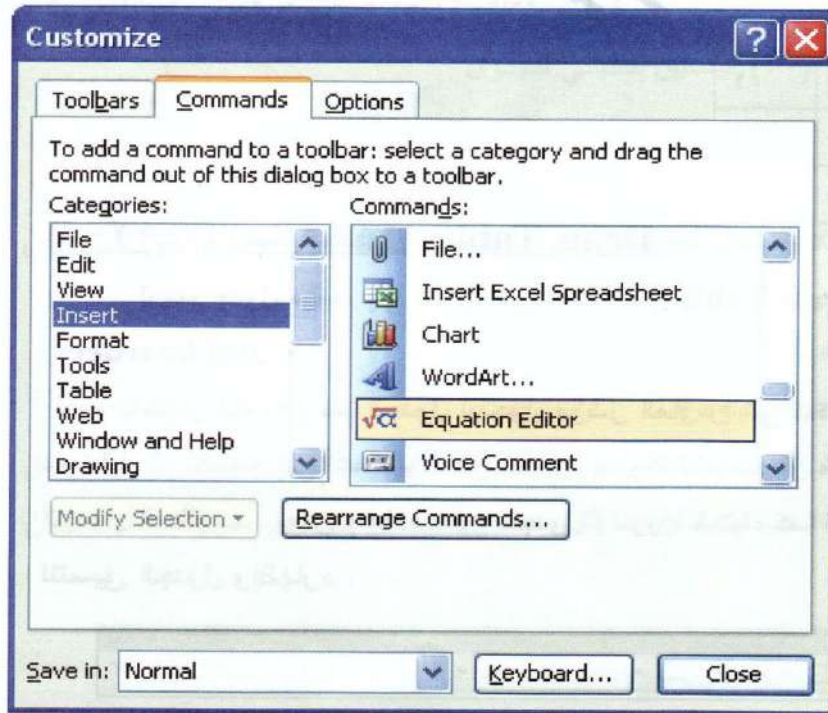 Customize
Toolbars Commands Options
To add a command to a toolbar: select a category and drag the
command out of this dialog box to a toolbar.
Categories:
File
Edit
View
Insert
Format
Tools
Table
Web
Window and Help
Drawing
Commands:
File...
Insert Excel Spreadsheet
Chart
WordArt...
Equation Editor
Voice Comment
Modify Selection
Rearrange Commands...
Save in: Normal
Keyboard...
Close